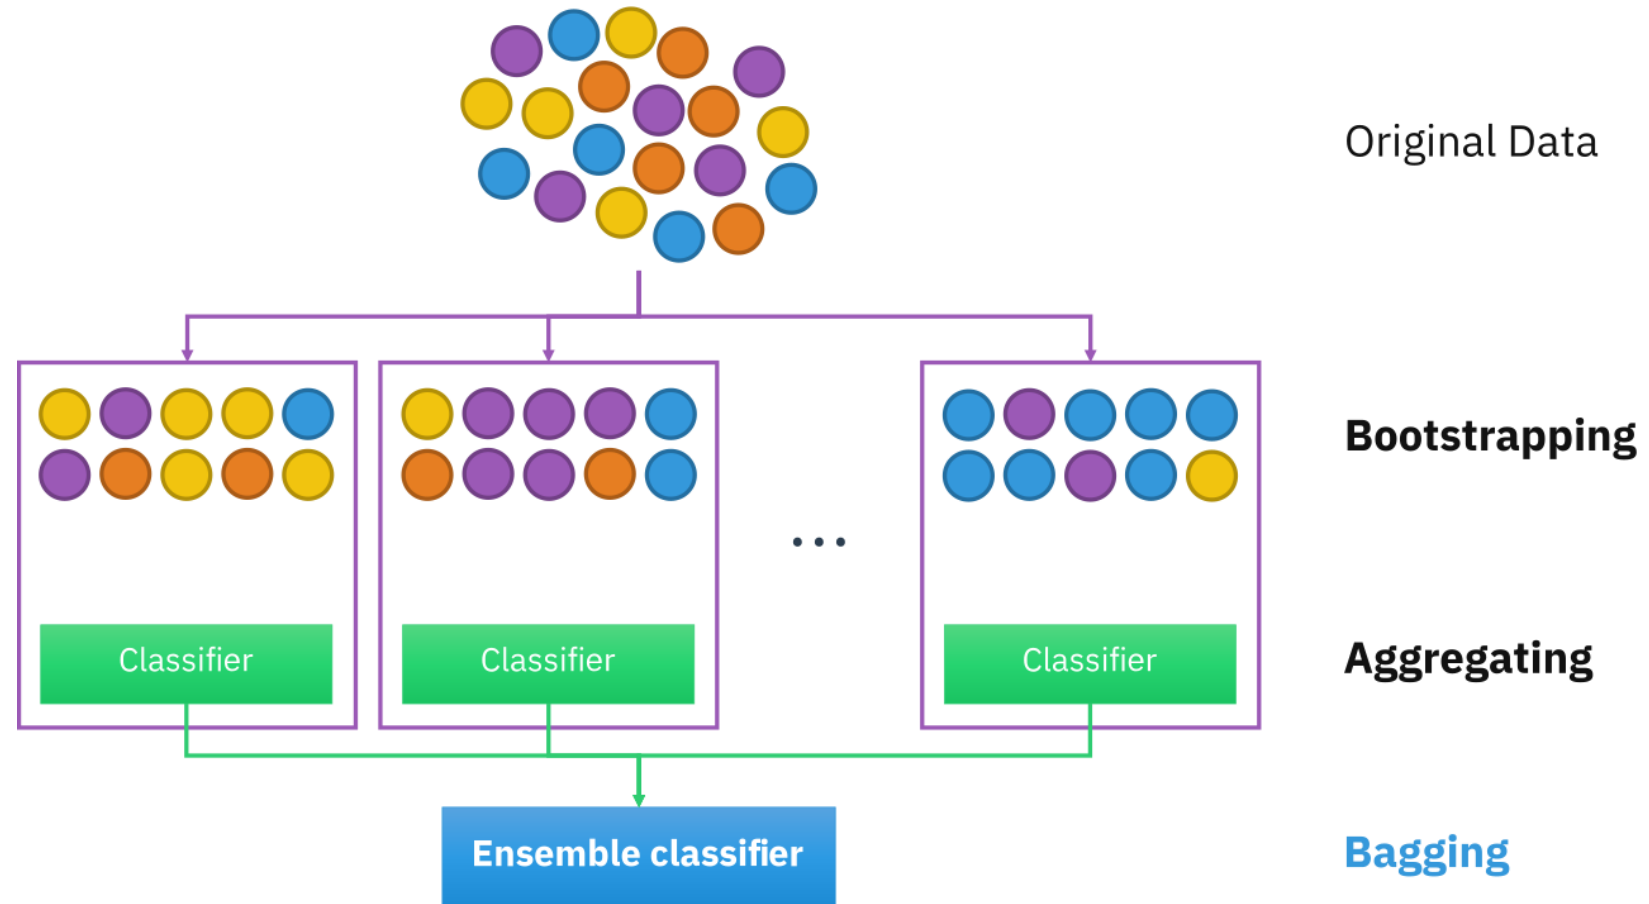 Original Data
Bootstrapping
...
Classifier
Classifier
Classifier
Aggregating
Ensemble classifier
Bagging